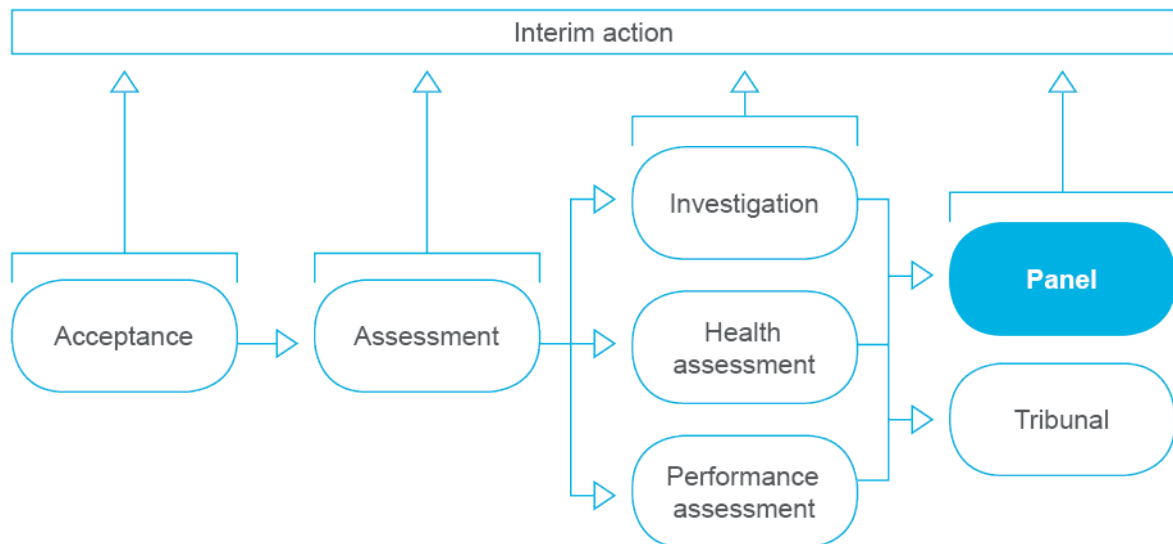 Interim action
Acceptance
Assessment
Investigation
Health
assessment
Performance
assessment
Panel
Tribunal